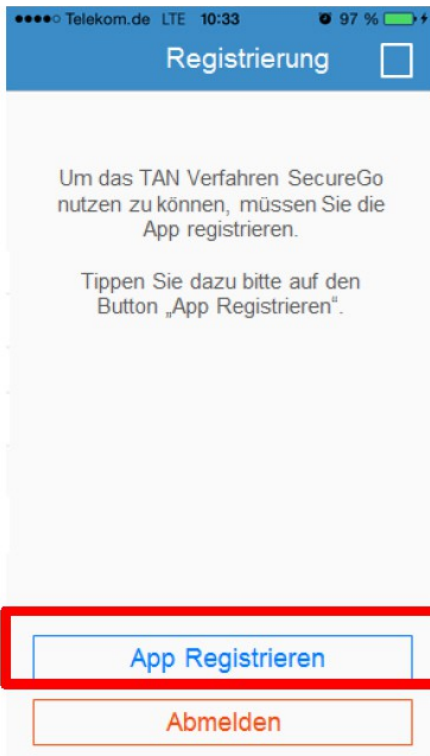 Telekom.de LTE 10:33 97 %
Registrierung
Um das TAN Verfahren SecureGo
nutzen zu können, müssen Sie die
App registrieren.
Tippen Sie dazu bitte auf den
Button „App Registrieren“.
App Registrieren
Abmelden